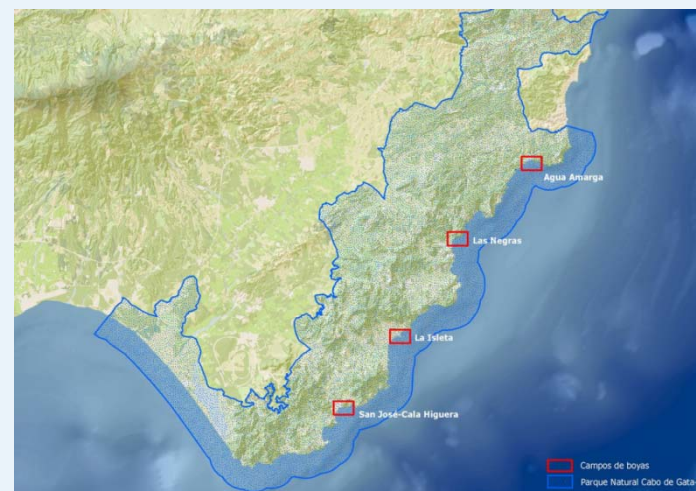 Agua Amarga
Las Negras
La Isleta
San José-Cala Higuera
Campos de boyas
Parque Natural Cabo de Gata